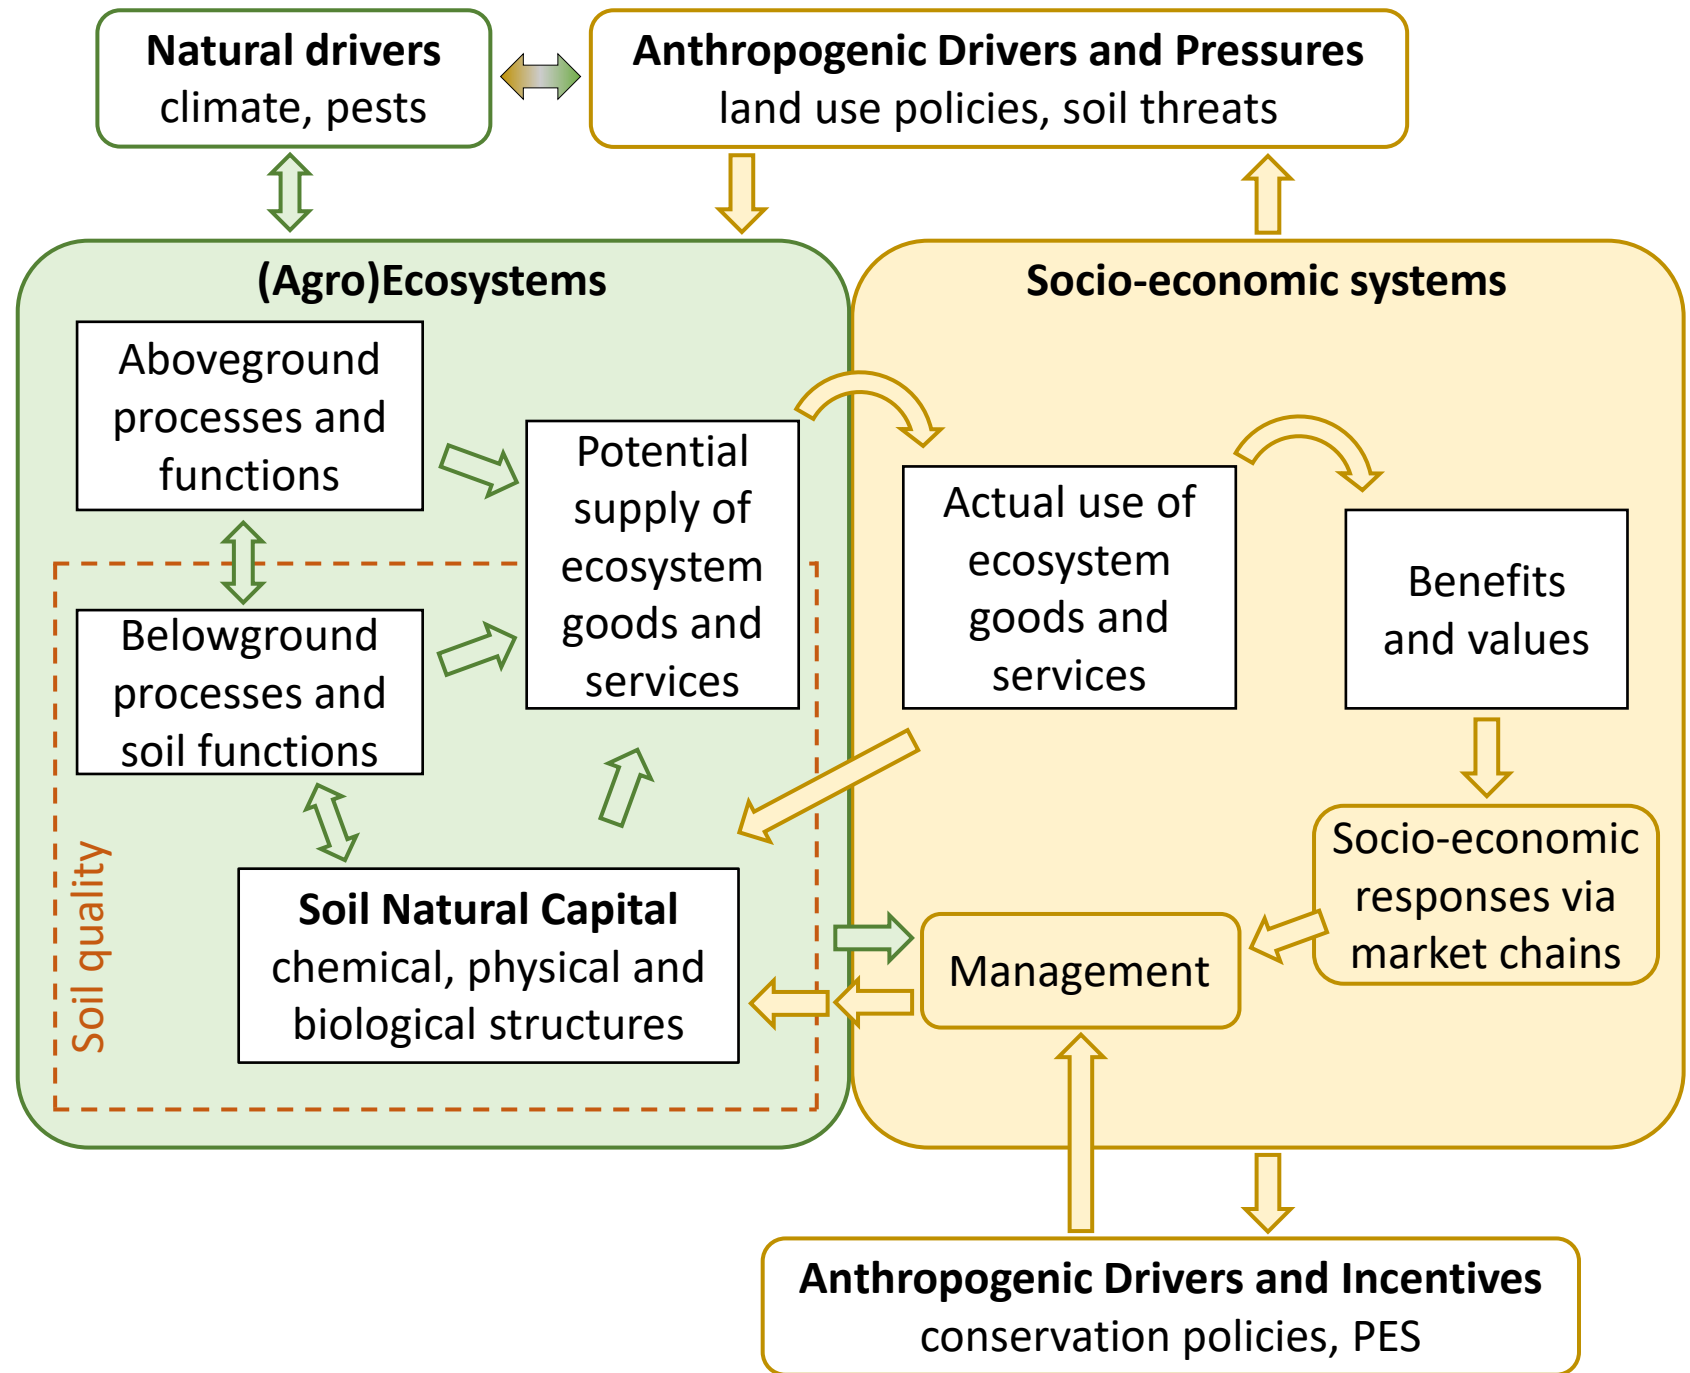 Natural drivers
climate, pests
Anthropogenic Drivers and Pressures
land use policies, soil threats
(Agro)Ecosystems
Aboveground
processes and
functions
Belowground
processes and
soil functions
Potential
supply of
ecosystem
goods and
services
Soil quality
Soil Natural Capital
chemical, physical and
biological structures
Socio-economic systems
Actual use of
ecosystem
goods and
services
Benefits
and values
Socio-economic
responses via
market chains
Management
Anthropogenic Drivers and Incentives
conservation policies, PES